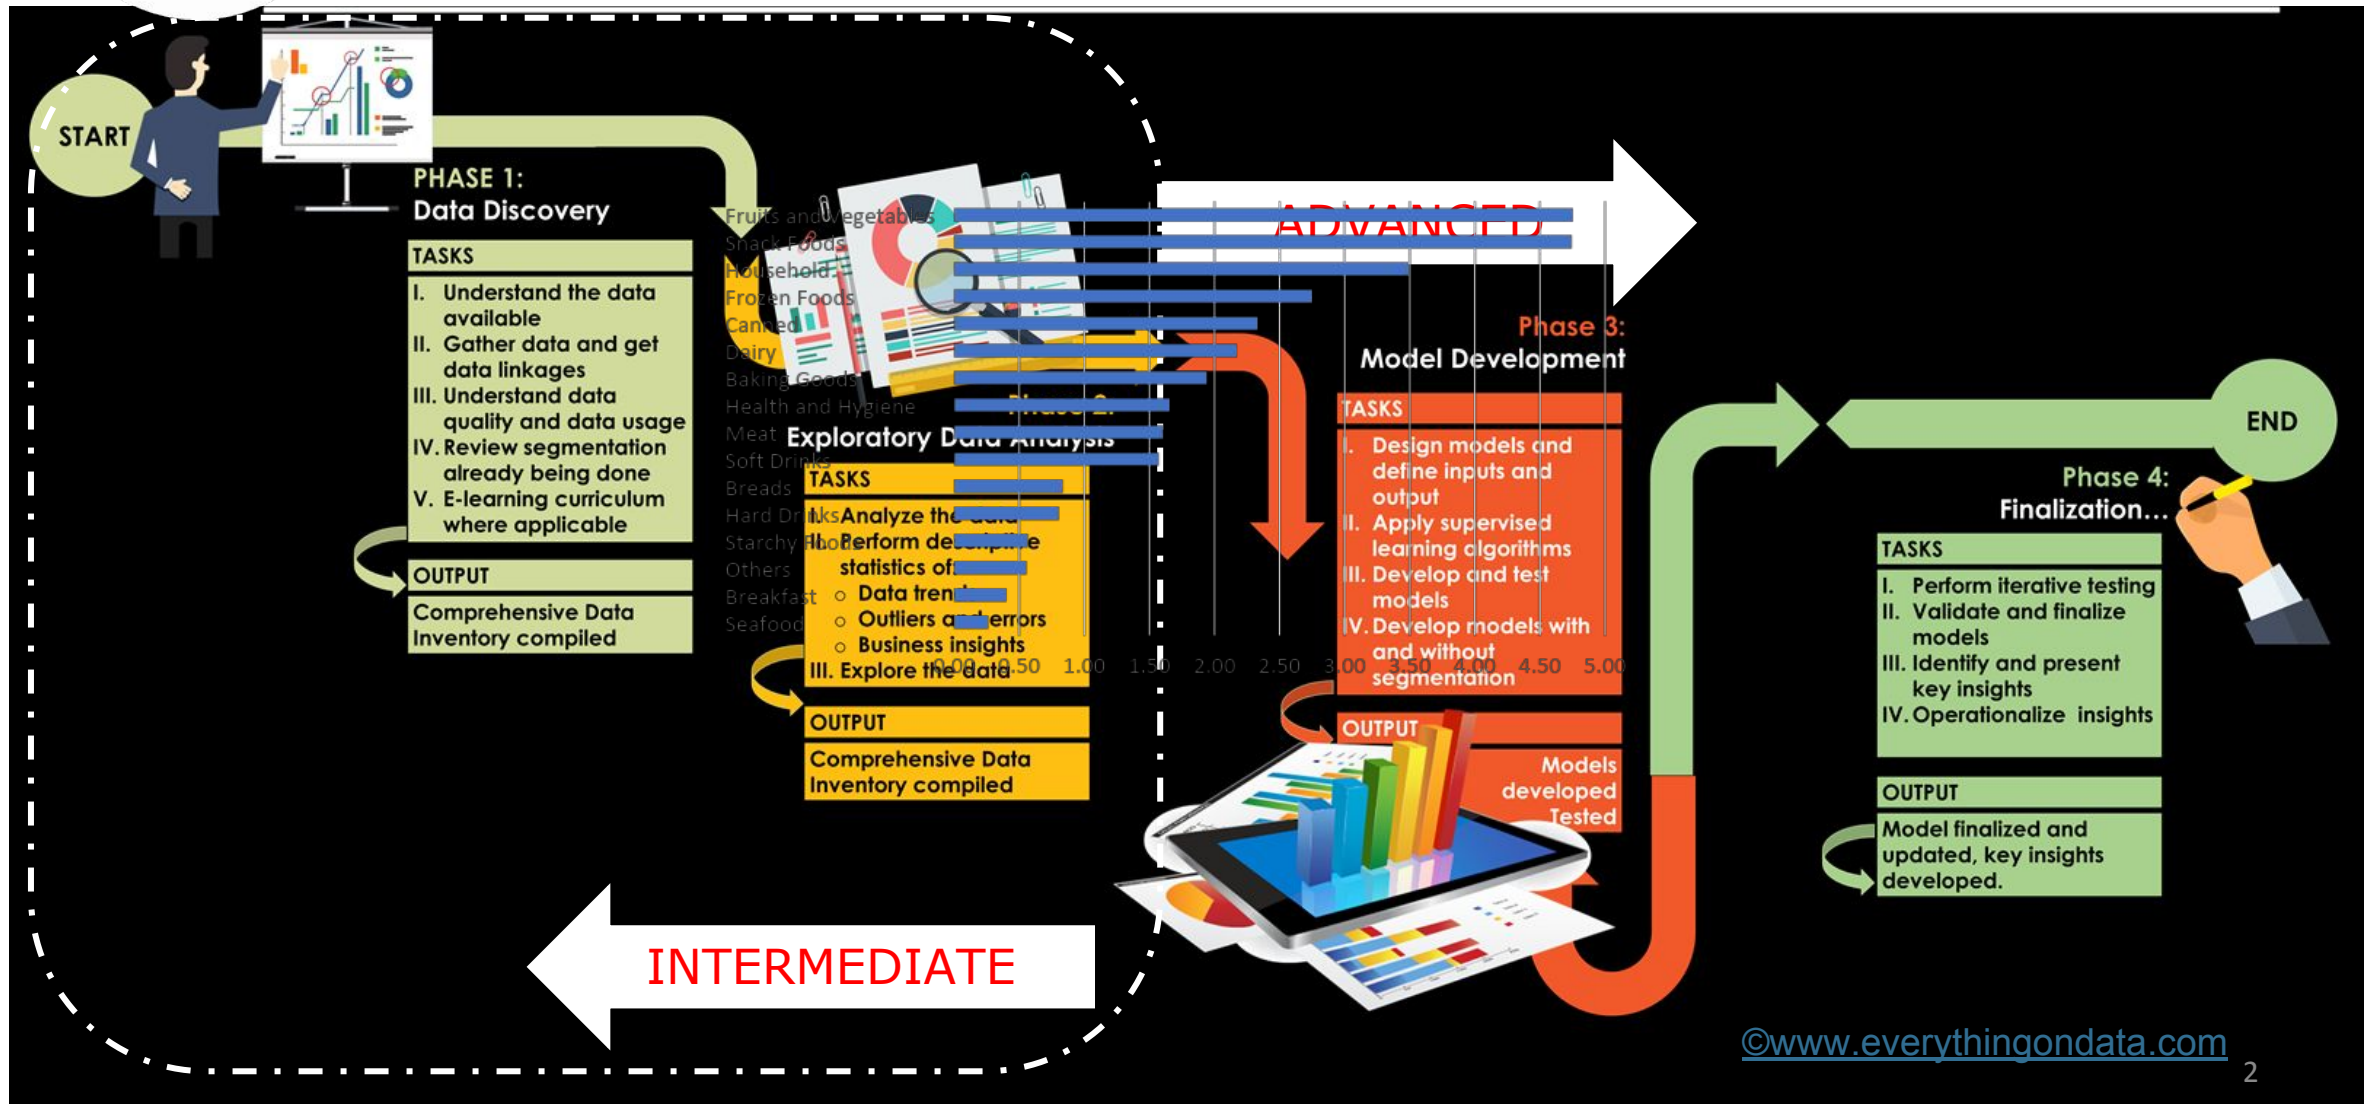 START
PHASE 1:
Data Discovery
TASKS
I. Understand the data
available
II. Gather data and get
data linkages
III. Understand data
quality and data usage
IV. Review segmentation
already being done
V. E-learning curriculum
where applicable
OUTPUT
Comprehensive Data
Inventory compiled
Phase 2:
Exploratory Data Analysis
TASKS
I. Analyze the data
II. Perform descriptive
statistics of:
o Data trends
o Outliers and errors
o Business insights
III. Explore the data
OUTPUT
Comprehensive Data
Inventory compiled
Fruits and Vegetables
Snack Foods
Household
Frozen Foods
Canned
Dairy
Baking Goods
Health and Hygiene
Meat
Soft Drinks
Breads
Hard Drinks
Starchy Foods
Others
Breakfast
Seafood
0.00 0.50 1.00 1.50 2.00 2.50 3.00 3.50 4.00 4.50 5.00
ADVANCED
Phase 3:
Model Development
TASKS
I. Design models and
define inputs and
output
II. Apply supervised
learning algorithms
III. Develop and test
models
IV. Develop models with
and without
segmentation
OUTPUT
Models
developed
Tested
END
Phase 4:
Finalization...
TASKS
I. Perform iterative testing
II. Validate and finalize
models
III. Identify and present
key insights
IV. Operationalize insights
OUTPUT
Model finalized and
updated, key insights
developed.
INTERMEDIATE
©www.everythingondata.com
2